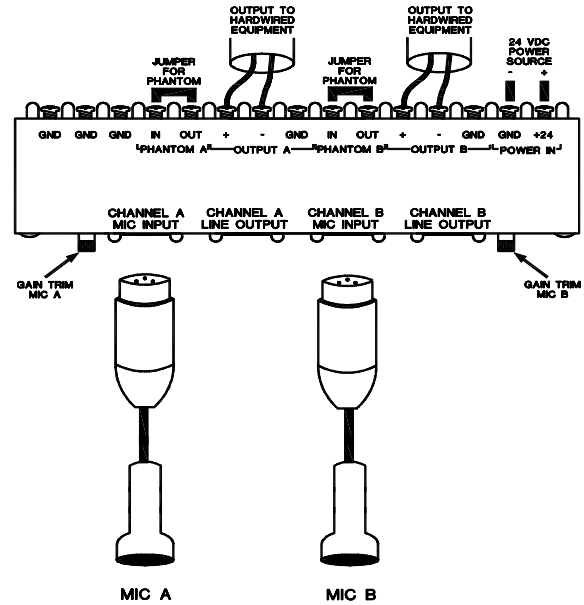 OUTPUT TO
HARDWIRED
EQUIPMENT
OUTPUT TO
HARDWIRED
EQUIPMENT
JUMPER
FOR
PHANTOM
JUMPER
FOR
PHANTOM
24 VDC
POWER
SOURCE
- +
GND GND GND IN OUT + - GND IN OUT + - GND GND +24
PHANTOM A OUTPUT A PHANTOM B OUTPUT B POWER IN
CHANNEL A
MIC INPUT
CHANNEL A
LINE OUTPUT
CHANNEL B
MIC INPUT
CHANNEL B
LINE OUTPUT
GAIN TRIM
MIC A
GAIN TRIM
MIC B
MIC A MIC B